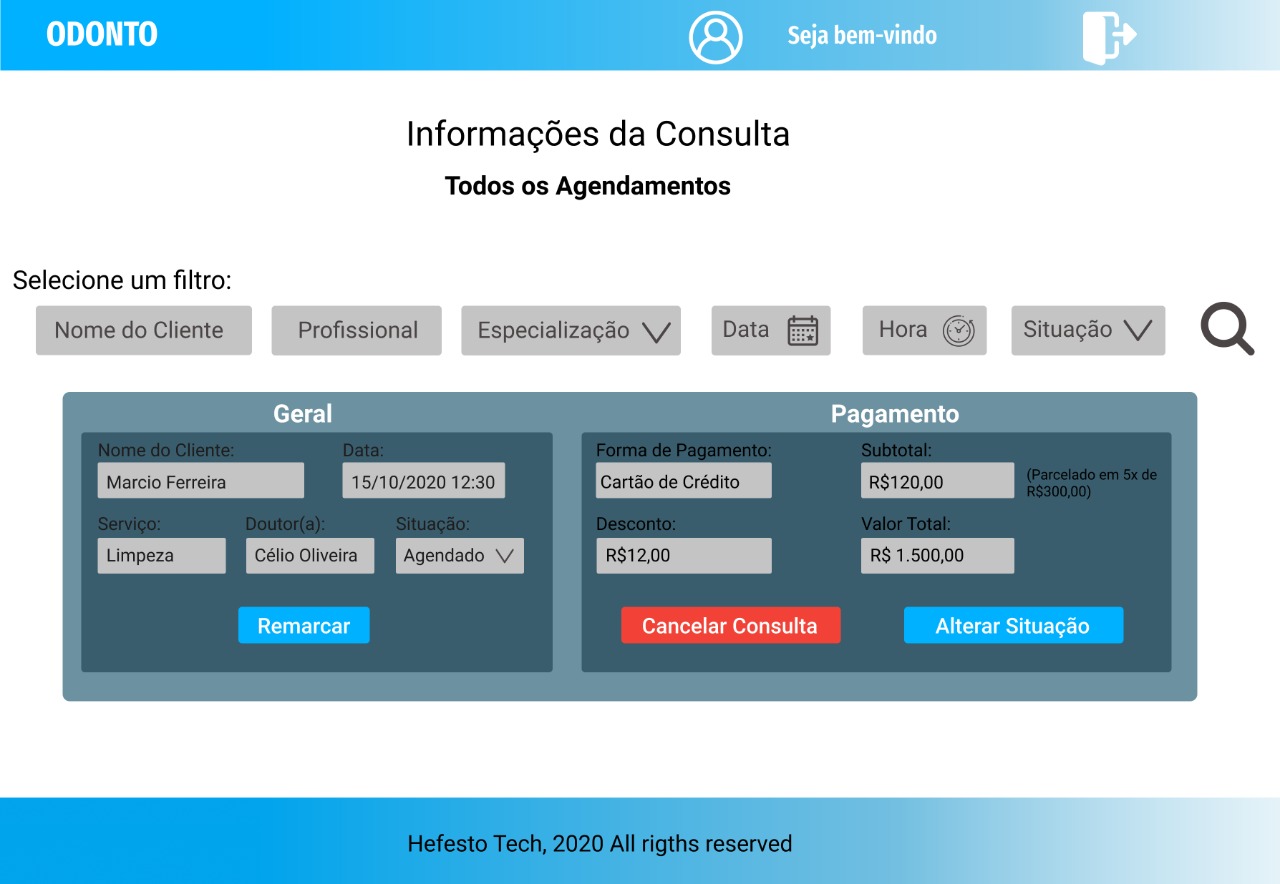 ODONTO
Seja bem-vindo
Informações da Consulta
Todos os Agendamentos
Selecione um filtro:
Nome do Cliente
Profissional
Especialização
Data
Hora
Situação
Geral
Nome do Cliente:
Data:
Marcio Ferreira
15/10/2020 12:30
Serviço:
Doutor(a):
Situação:
Limpeza
Célio Oliveira
Agendado
Remarcar
Pagamento
Forma de Pagamento:
Subtotal:
Cartão de Crédito
R$120,00
(Parcelado em 5x de
R$300,00)
Desconto:
Valor Total:
R$12,00
R$ 1.500,00
Cancelar Consulta
Alterar Situação
Hefesto Tech, 2020 All rigths reserved